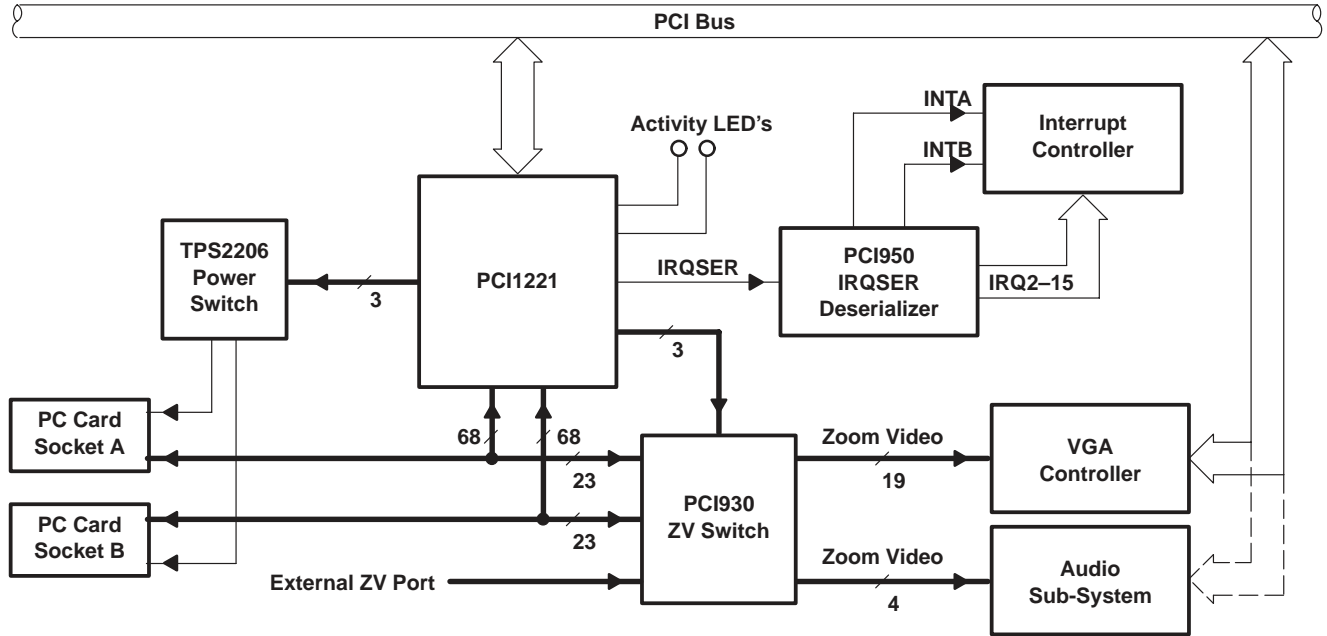 PCI Bus
Activity LED's
INTA
INTB
Interrupt
Controller
TPS2206
Power
Switch
3
PCI1221
IRQSER
PCI950
IRQSER
Deserializer
IRQ2–15
3
PC Card
Socket A
68
68
23
PC Card
Socket B
23
External ZV Port
PCI930
ZV Switch
Zoom Video
19
VGA
Controller
Zoom Video
4
Audio
Sub-System